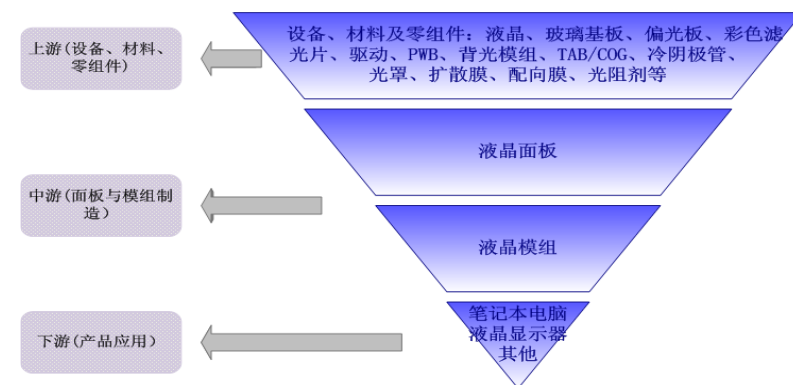 上游(设备、材料、
零组件)
设备、材料及零组件：液晶、玻璃基板、偏光板、彩色滤
光片、驱动、PWB、背光模组、TAB/COG、冷阴极管、
光罩、扩散膜、配向膜、光阻剂等
液晶面板
中游(面板与模组制
造)
液晶模组
下游(产品应用)
笔记本电脑
液晶显示器
其他